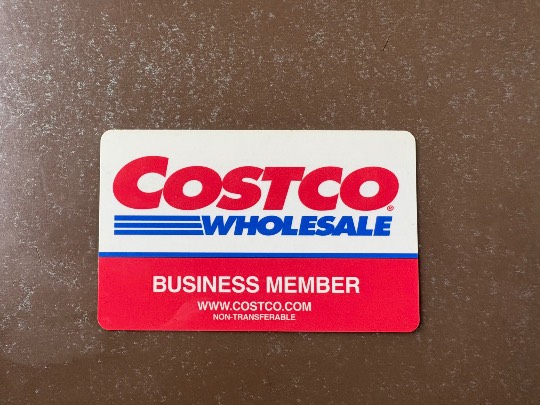 COSTCO®
WHOLESALE
BUSINESS MEMBER
WWW.COSTCO.COM
NON-TRANSFERABLE